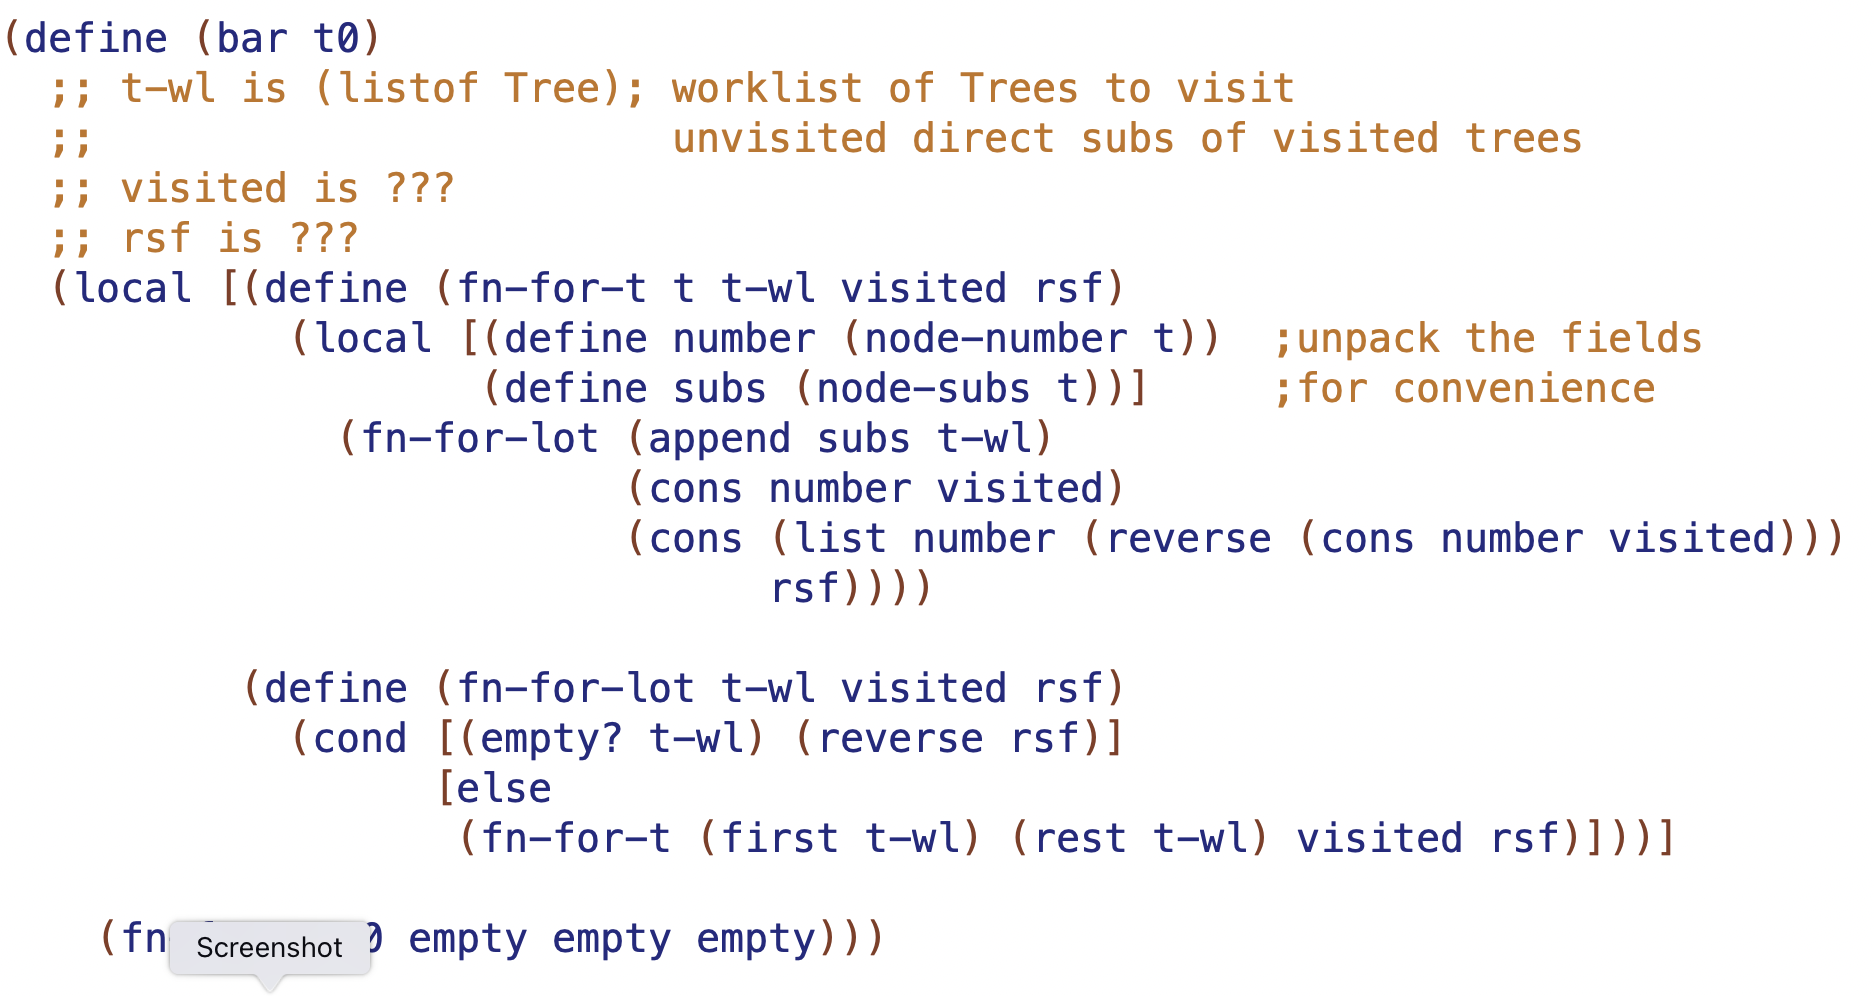 (define (bar t0)
;; t-wl is (listof Tree); worklist of Trees to visit
;; unvisited direct subs of visited trees
;; visited is ???
;; rsf is ???
(local [(define (fn-for-t t t-wl visited rsf)
(local [(define number (node-number t)) ;unpack the fields
(define subs (node-subs t))] ;for convenience
(fn-for-lot (append subs t-wl)
(cons number visited)
(cons (list number (reverse (cons number visited)))
rsf))))
(define (fn-for-lot t-wl visited rsf)
(cond [(empty? t-wl) (reverse rsf)]
[else
(fn-for-t (first t-wl) (rest t-wl) visited rsf)]))]
(fn 0 empty empty empty)))
Screenshot